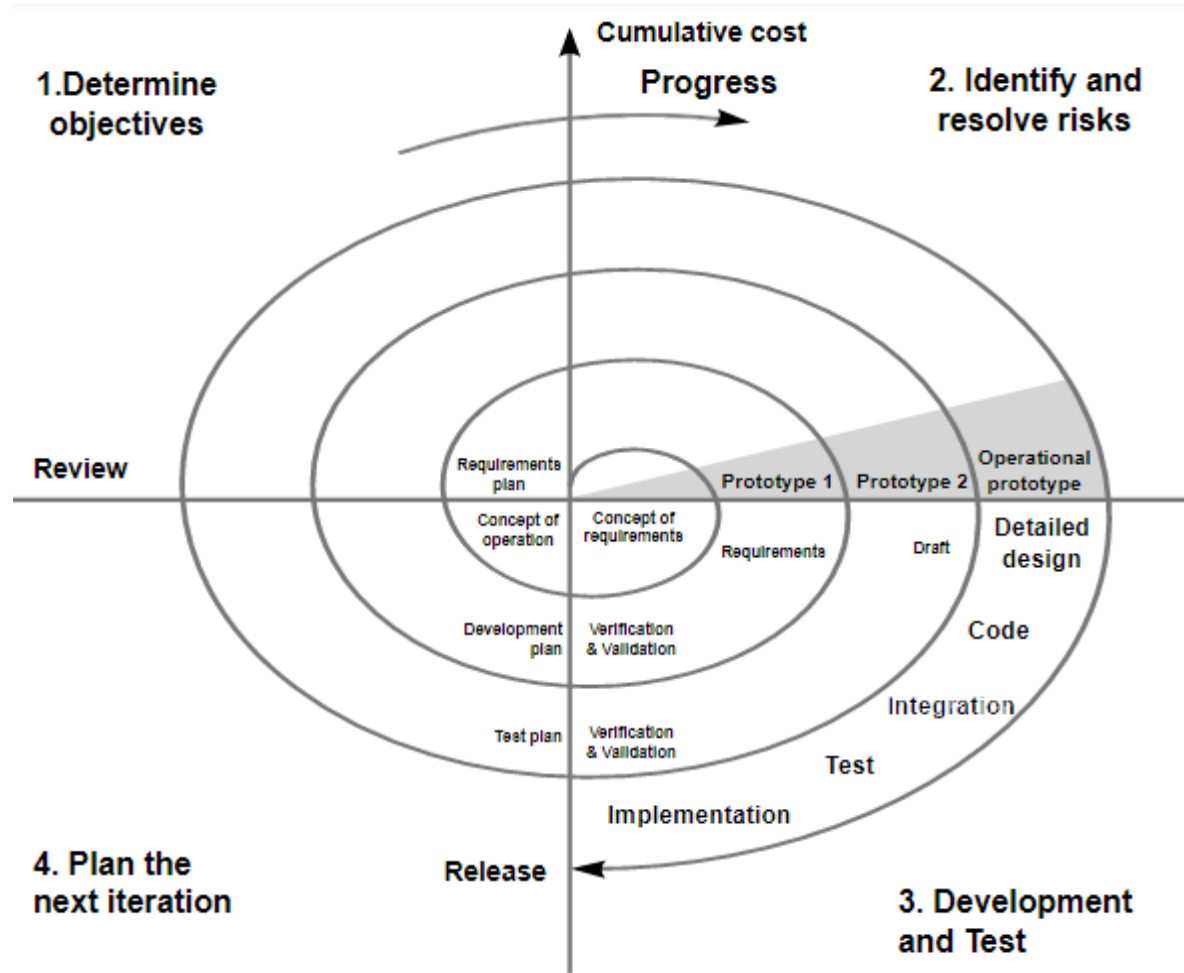 Cumulative cost
Progress
1.Determine
objectives
2. Identify and
resolve risks
Review
Requirements
plan
Prototype 1
Prototype 2
Operational
prototype
Concept of
operation
Concept of
requirements
Requirements
Draft
Detailed
design
Development
plan
Verification
& Validation
Code
Integration
Test plan
Verification
& Validation
Test
Implementation
Release
4. Plan the
next iteration
3. Development
and Test